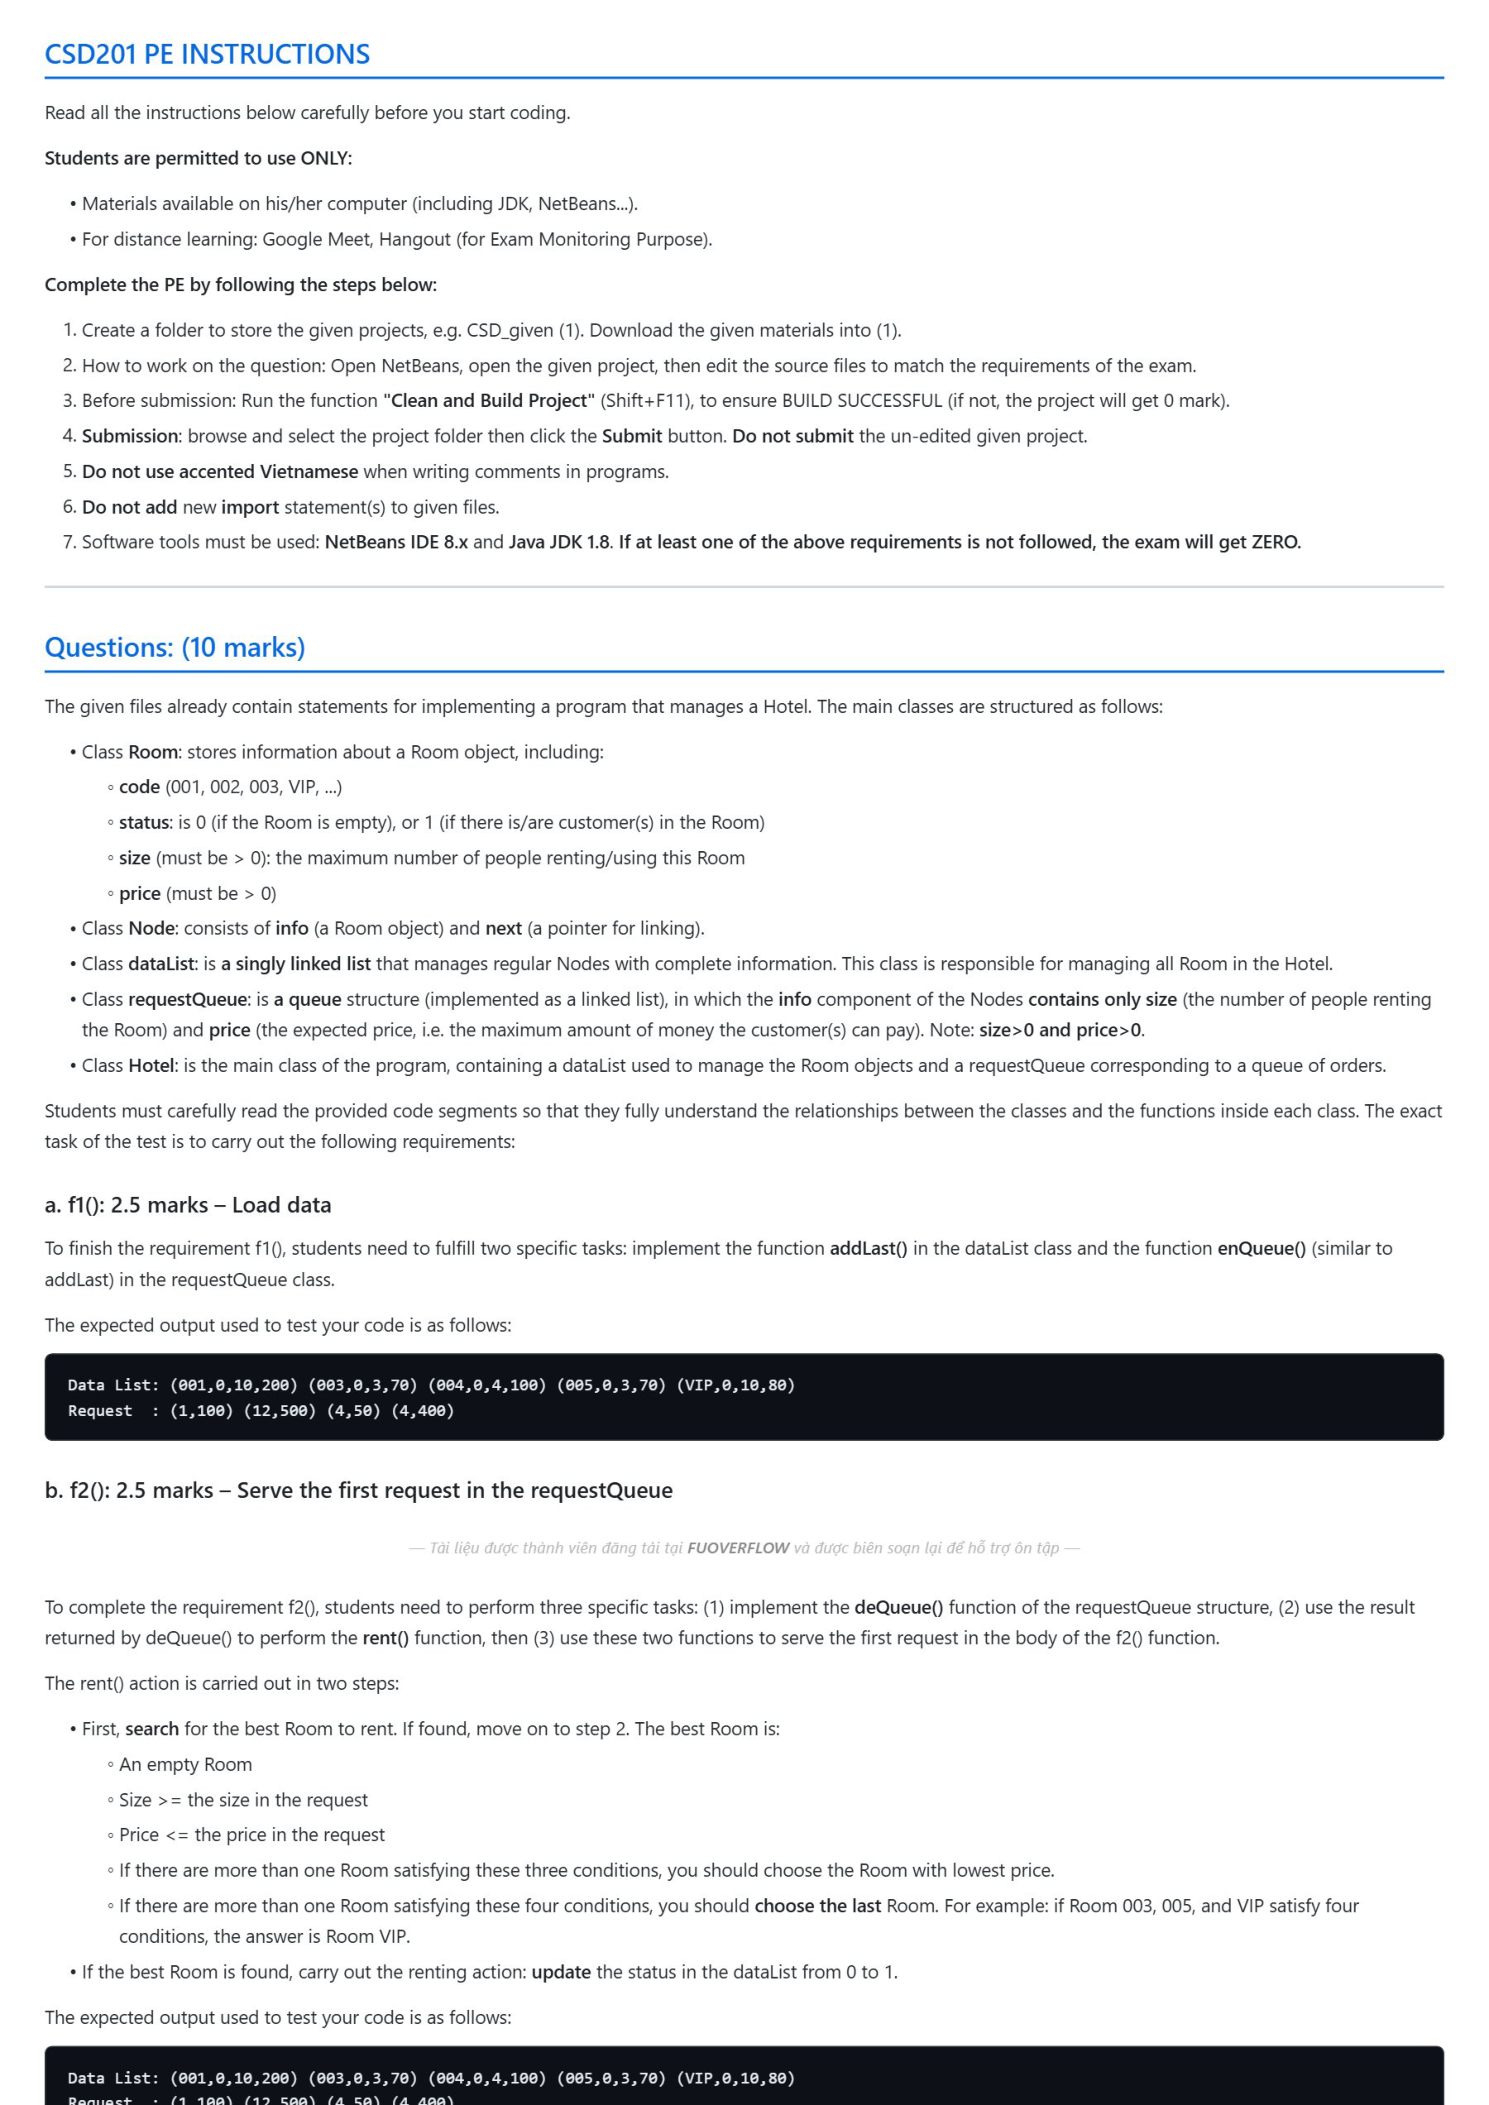 CSD201 PE INSTRUCTIONS
Read all the instructions below carefully before you start coding.
Students are permitted to use ONLY:
• Materials available on his/her computer (including JDK, NetBeans...).
• For distance learning: Google Meet, Hangout (for Exam Monitoring Purpose).
Complete the PE by following the steps below:
1. Create a folder to store the given projects, e.g. CSD_given (1). Download the given materials into (1).
2. How to work on the question: Open NetBeans, open the given project, then edit the source files to match the requirements of the exam.
3. Before submission: Run the function "Clean and Build Project" (Shift+F11), to ensure BUILD SUCCESSFUL (if not, the project will get 0 mark).
4. Submission: browse and select the project folder then click the Submit button. Do not submit the un-edited given project.
5. Do not use accented Vietnamese when writing comments in programs.
6. Do not add new import statement(s) to given files.
7. Software tools must be used: NetBeans IDE 8.x and Java JDK 1.8. If at least one of the above requirements is not followed, the exam will get ZERO.
Questions: (10 marks)
The given files already contain statements for implementing a program that manages a Hotel. The main classes are structured as follows:
• Class Room: stores information about a Room object, including:
◦ code (001, 002, 003, VIP, ...)
◦ status: is 0 (if the Room is empty), or 1 (if there is/are customer(s) in the Room)
◦ size (must be > 0): the maximum number of people renting/using this Room
◦ price (must be > 0)
• Class Node: consists of info (a Room object) and next (a pointer for linking).
• Class dataList: is a singly linked list that manages regular Nodes with complete information. This class is responsible for managing all Room in the Hotel.
• Class requestQueue: is a queue structure (implemented as a linked list), in which the info component of the Nodes contains only size (the number of people renting
the Room) and price (the expected price, i.e. the maximum amount of money the customer(s) can pay). Note: size>0 and price>0.
• Class Hotel: is the main class of the program, containing a dataList used to manage the Room objects and a requestQueue corresponding to a queue of orders.
Students must carefully read the provided code segments so that they fully understand the relationships between the classes and the functions inside each class. The exact
task of the test is to carry out the following requirements:
a. f1(): 2.5 marks – Load data
To finish the requirement f1(), students need to fulfill two specific tasks: implement the function addLast() in the dataList class and the function enQueue() (similar to
addLast) in the requestQueue class.
The expected output used to test your code is as follows:
Data List: (001,0,10,200) (003,0,3,70) (004,0,4,100) (005,0,3,70) (VIP,0,10,80)
Request  : (1,100) (12,500) (4,50) (4,400)
b. f2(): 2.5 marks – Serve the first request in the requestQueue
— Tài liệu được thành viên đăng tải tại FUOVERFLOW và được biên soạn lại để hỗ trợ ôn tập —
To complete the requirement f2(), students need to perform three specific tasks: (1) implement the deQueue() function of the requestQueue structure, (2) use the result
returned by deQueue() to perform the rent() function, then (3) use these two functions to serve the first request in the body of the f2() function.
The rent() action is carried out in two steps:
• First, search for the best Room to rent. If found, move on to step 2. The best Room is:
◦ An empty Room
◦ Size >= the size in the request
◦ Price <= the price in the request
◦ If there are more than one Room satisfying these three conditions, you should choose the Room with lowest price.
◦ If there are more than one Room satisfying these four conditions, you should choose the last Room. For example: if Room 003, 005, and VIP satisfy four
conditions, the answer is Room VIP.
• If the best Room is found, carry out the renting action: update the status in the dataList from 0 to 1.
The expected output used to test your code is as follows:
Data List: (001,0,10,200) (003,0,3,70) (004,0,4,100) (005,0,3,70) (VIP,0,10,80)
Request  : (1,100) (12,500) (4,50) (4,400)